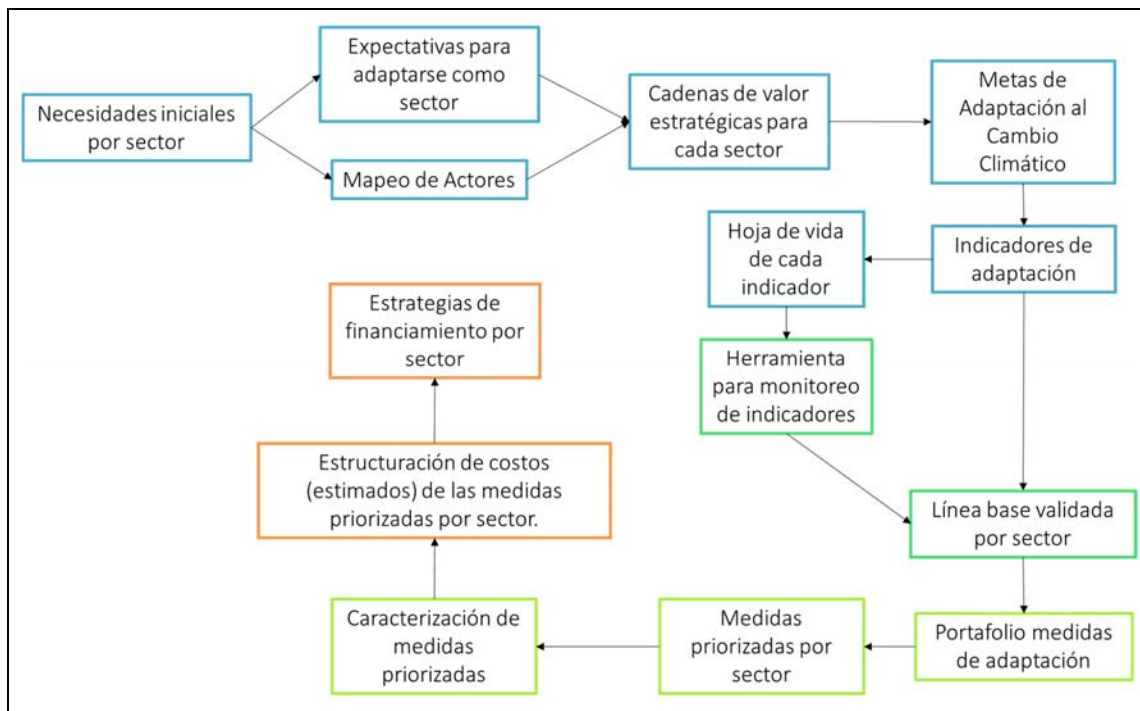 Necesidades iniciales
por sector
Expectativas para
adaptarse como
sector
Mapeo de Actores
Cadenas de valor
estratégicas para
cada sector
Metas de
Adaptación al
Cambio
Climático
Indicadores de
adaptación
Hoja de vida
de cada
indicador
Herramienta
para monitoreo
de indicadores
Línea base validada
por sector
Portafolio medidas
de adaptación
Medidas
priorizadas por
sector
Caracterización de
medidas
priorizadas
Estructuración de costos
(estimados) de las medidas
priorizadas por sector.
Estrategias de
financiamiento por
sector